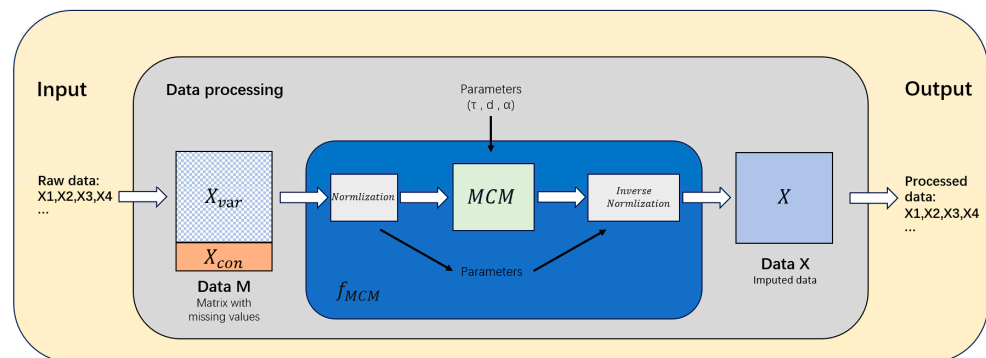 Input
Data processing
Output
Parameters
(τ , d , α)
Raw data:
X1,X2,X3,X4
...
X_var
X_con
Data M
Matrix with
missing values
Normlization
MCM
Inverse
Normlization
Parameters
f_MCM
X
Data X
Imputed data
Processed
data:
X1,X2,X3,X4
...